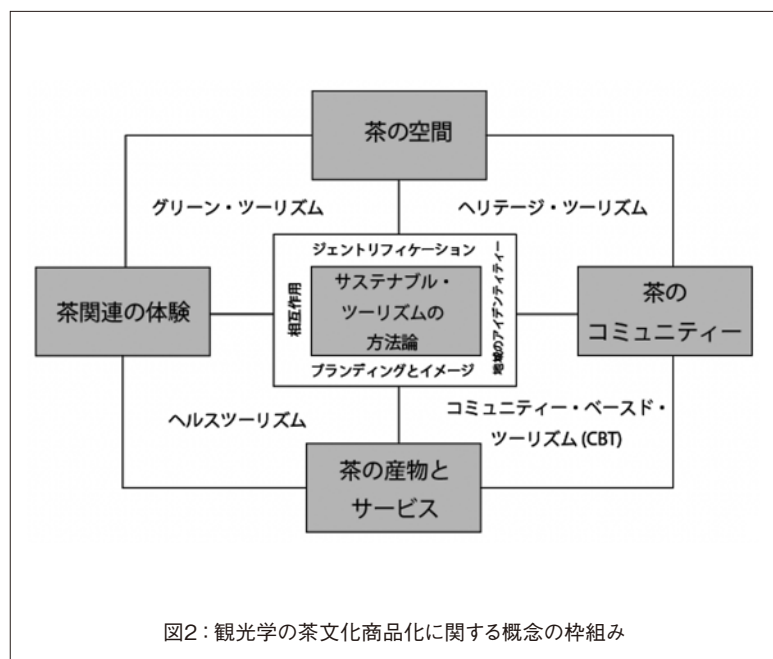 茶の空間
グリーン・ツーリズム
ヘリテージ・ツーリズム
ジェントリフィケーション
茶関連の体験
相互作用
サステナブル・
ツーリズムの
方法論
地域のアイデンティティー
茶の
コミュニティー
ブランディングとイメージ
ヘルスツーリズム
コミュニティー・ベースド・
ツーリズム (CBT)
茶の産物と
サービス
図2：観光学の茶文化商品化に関する概念の枠組み